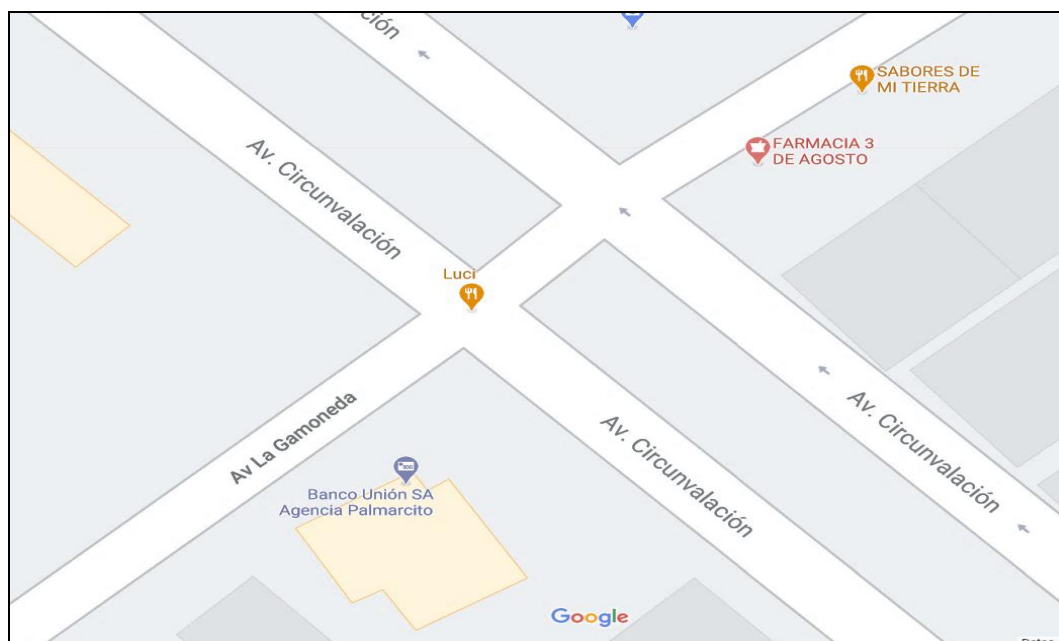 ción
SABORES DE
MI TIERRA
FARMACIA 3
DE AGOSTO
Av. Circunvalación
Luci
Av La Gamoneda
Av. Circunvalación
Av. Circunvalación
Banco Unión SA
Agencia Palmarcito
Google